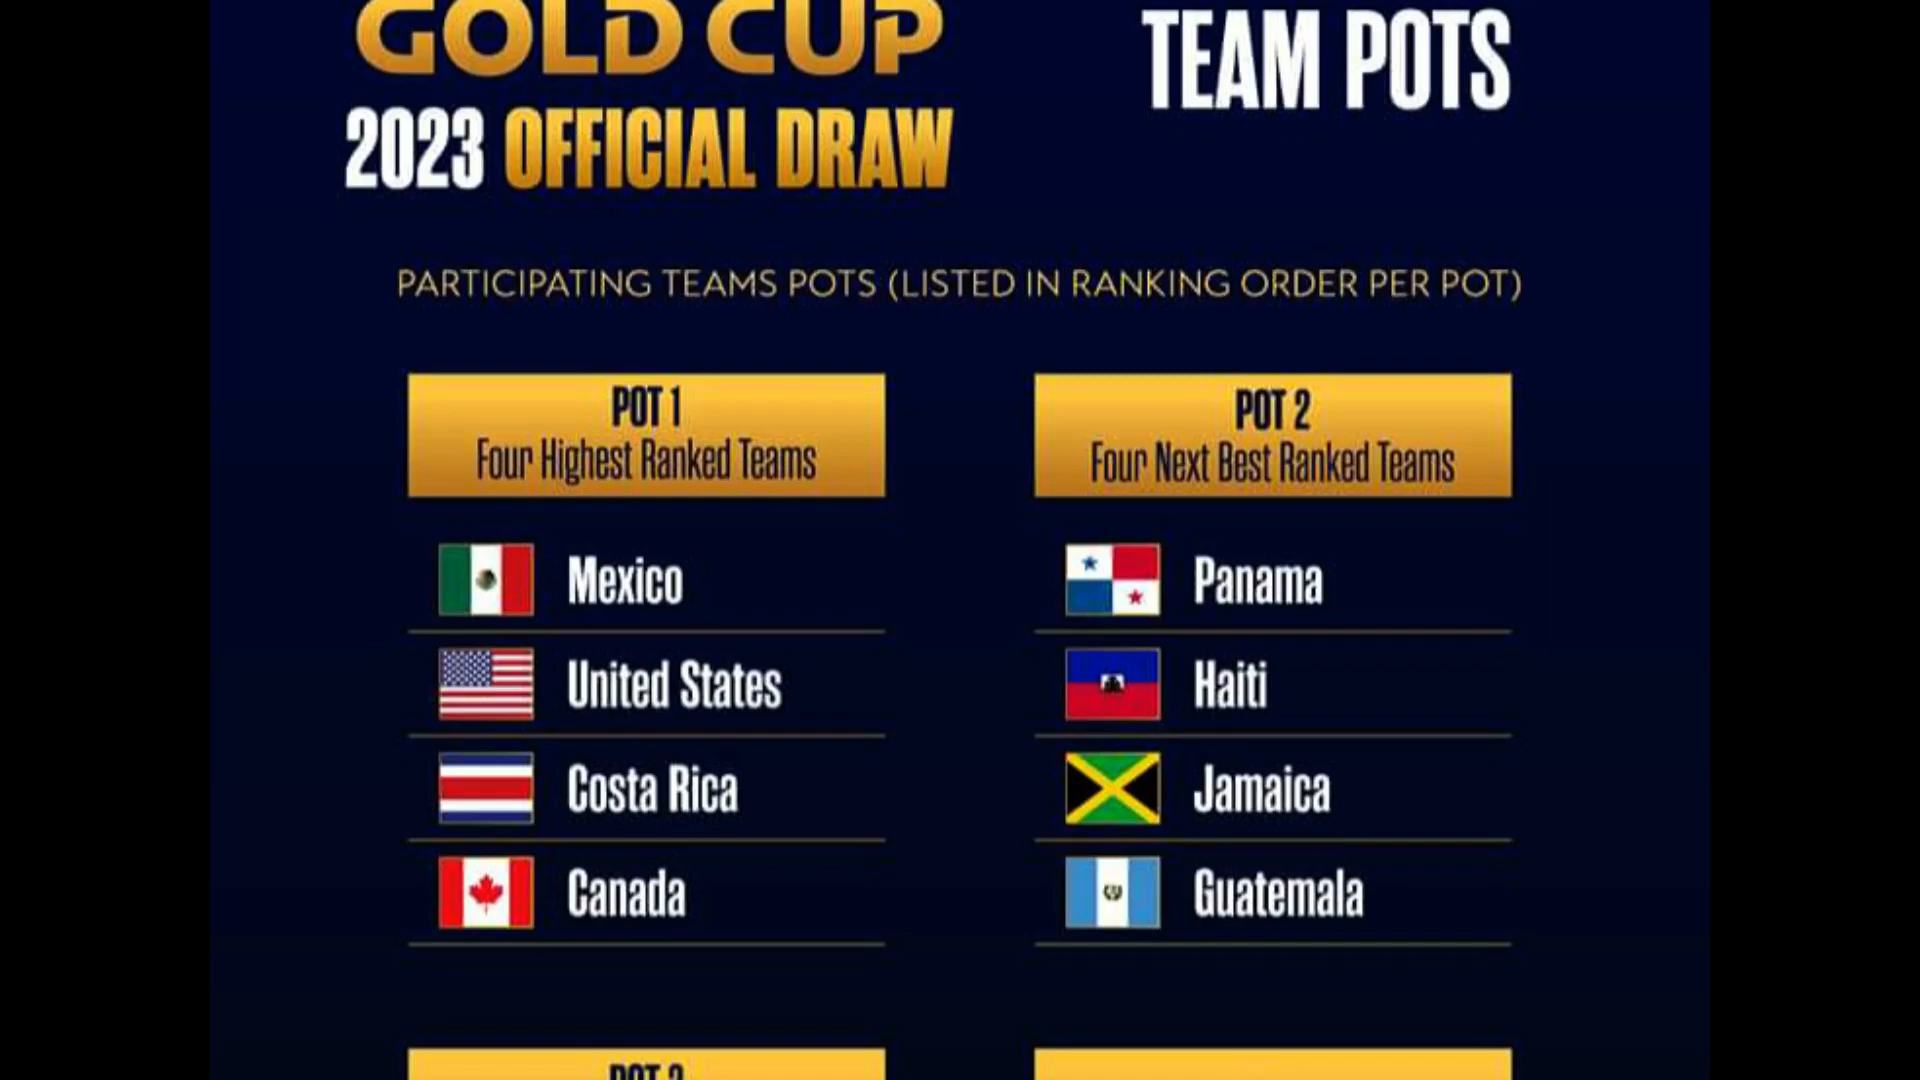 GOLD CUP
2023 OFFICIAL DRAW
TEAM POTS
PARTICIPATING TEAMS POTS (LISTED IN RANKING ORDER PER POT)
POT 1
Four Highest Ranked Teams
Mexico
United States
Costa Rica
Canada
POT 2
Four Next Best Ranked Teams
Panama
Haiti
Jamaica
Guatemala
POT 3